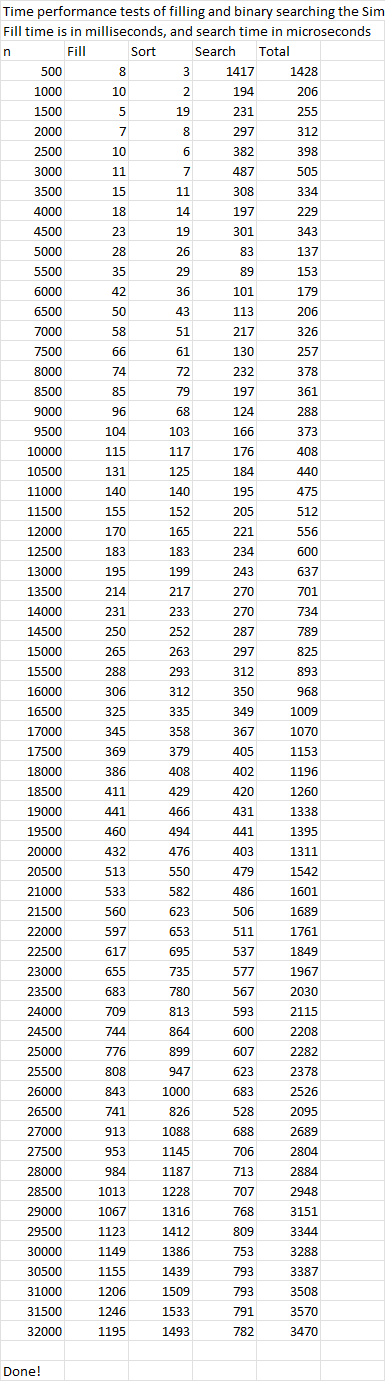 Time performance tests of filling and binary searching the Sim
Fill time is in milliseconds, and search time in microseconds
n Fill Sort Search Total
500 8 3 1417 1428
1000 10 2 194 206
1500 5 19 231 255
2000 7 8 297 312
2500 10 6 382 398
3000 11 7 487 505
3500 15 11 308 334
4000 18 14 197 229
4500 23 19 301 343
5000 28 26 83 137
5500 35 29 89 153
6000 42 36 101 179
6500 50 43 113 206
7000 58 51 217 326
7500 66 61 130 257
8000 74 72 232 378
8500 85 79 197 361
9000 96 68 124 288
9500 104 103 166 373
10000 115 117 176 408
10500 131 125 184 440
11000 140 140 195 475
11500 155 152 205 512
12000 170 165 221 556
12500 183 183 234 600
13000 195 199 243 637
13500 214 217 270 701
14000 231 233 270 734
14500 250 252 287 789
15000 265 263 297 825
15500 288 293 312 893
16000 306 312 350 968
16500 325 335 349 1009
17000 345 358 367 1070
17500 369 379 405 1153
18000 386 408 402 1196
18500 411 429 420 1260
19000 441 466 431 1338
19500 460 494 441 1395
20000 432 476 403 1311
20500 513 550 479 1542
21000 533 582 486 1601
21500 560 623 506 1689
22000 597 653 511 1761
22500 617 695 537 1849
23000 655 735 577 1967
23500 683 780 567 2030
24000 709 813 593 2115
24500 744 864 600 2208
25000 776 899 607 2282
25500 808 947 623 2378
26000 843 1000 683 2526
26500 741 826 528 2095
27000 913 1088 688 2689
27500 953 1145 706 2804
28000 984 1187 713 2884
28500 1013 1228 707 2948
29000 1067 1316 768 3151
29500 1123 1412 809 3344
30000 1149 1386 753 3288
30500 1155 1439 793 3387
31000 1206 1509 793 3508
31500 1246 1533 791 3570
32000 1195 1493 782 3470
Done!